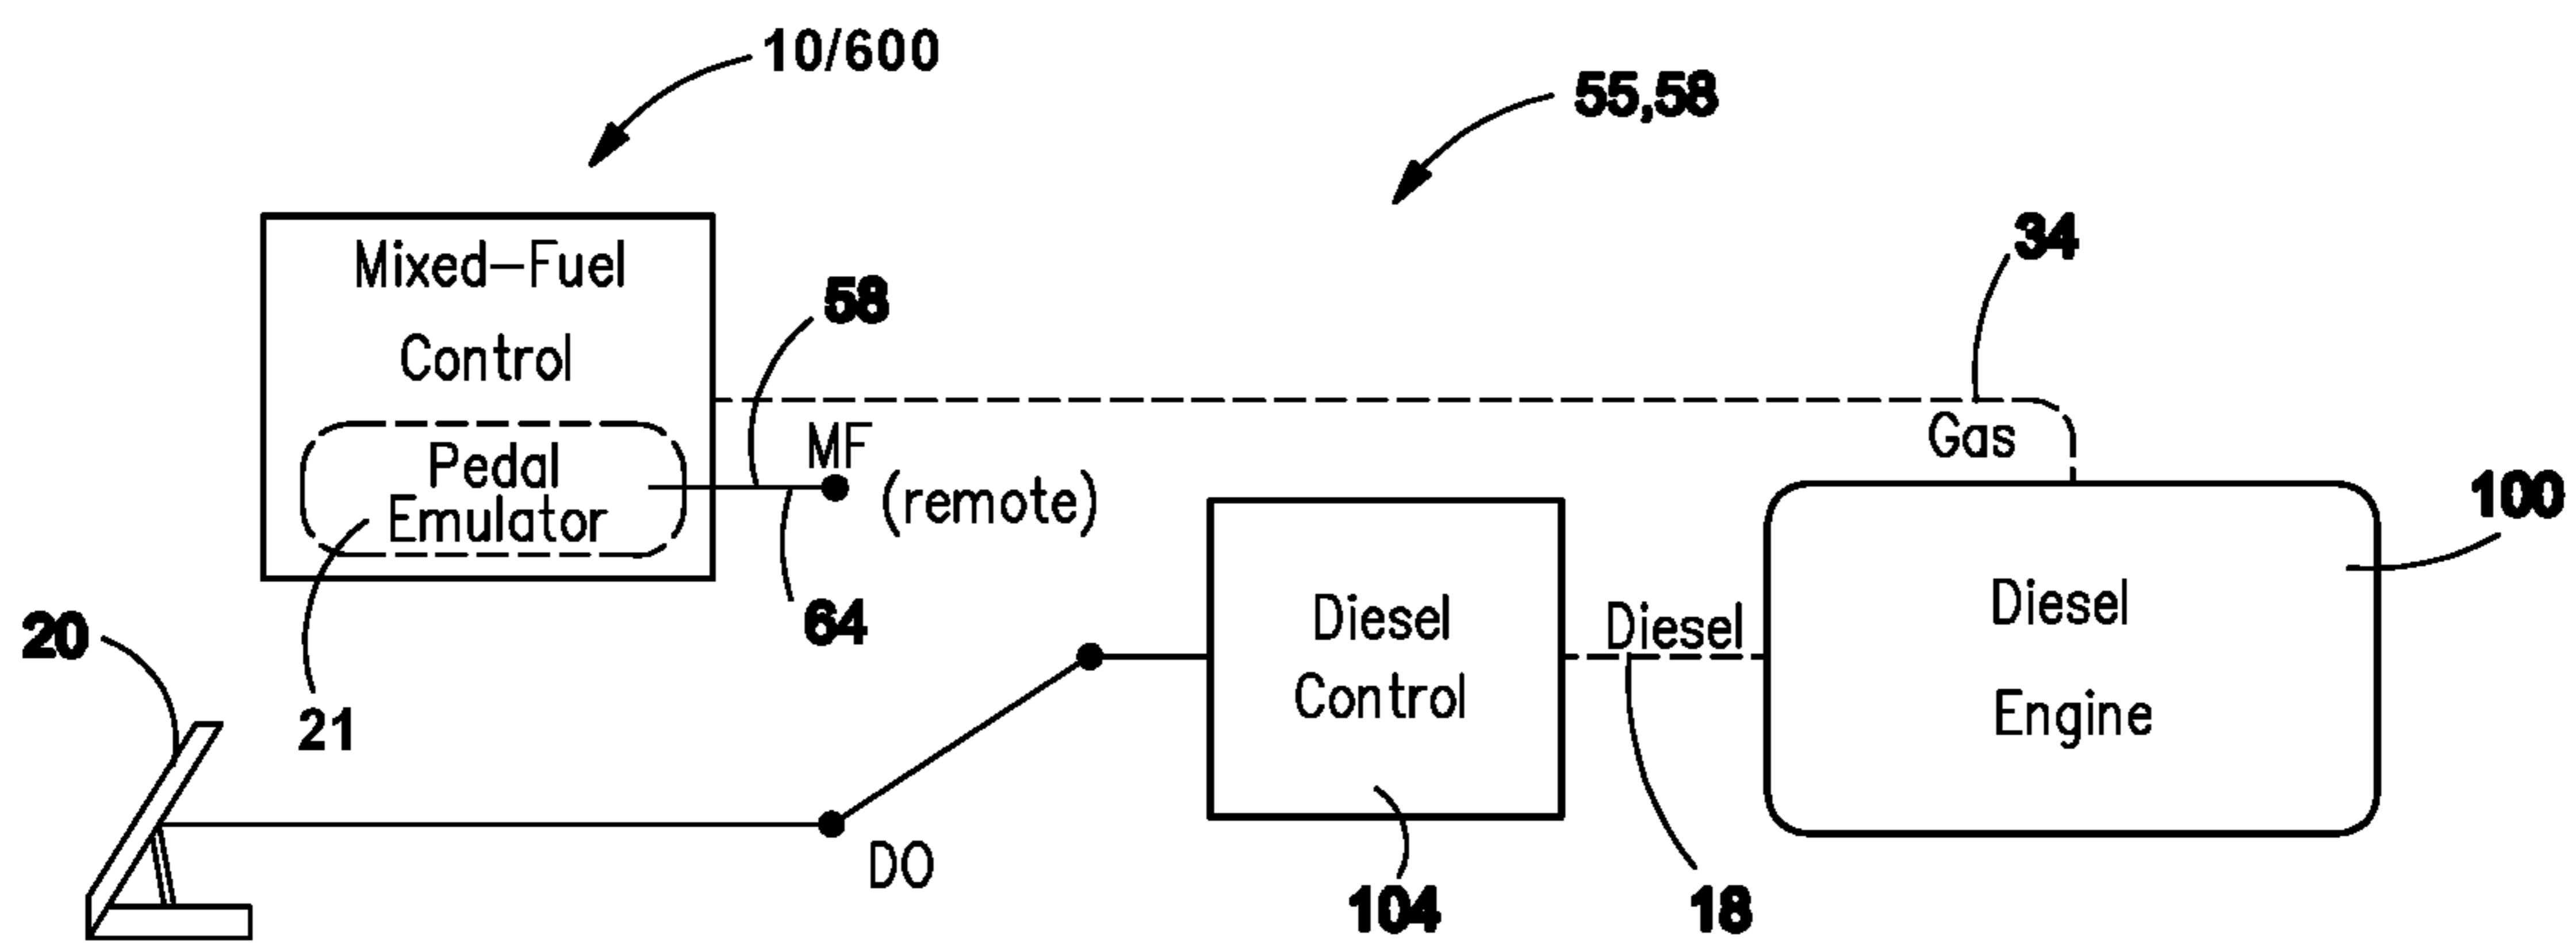 10/600
55,58
Mixed-Fuel
Control
34
58
Gas
MF
Pedal
Emulator
(remote)
100
64
Diesel
Control
Diesel
Diesel
Engine
20
21
DO
104
18